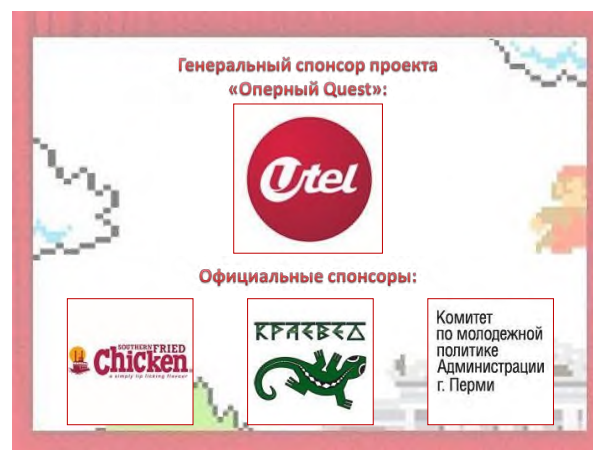 Генеральный спонсор проекта
«Оперный Quest»:
Utel
Официальные спонсоры:
SOUTHERN FRIED
Chicken
a simply lip licking flavour
КРАЕВЕД
Комитет
по молодежной
политике
Администрации
г. Перми